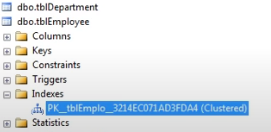 dbo.tblDepartment
dbo.tblEmployee
Columns
Keys
Constraints
Triggers
Indexes
PK__tblEmplo__3214EC071AD3FDA4 (Clustered)
Statistics